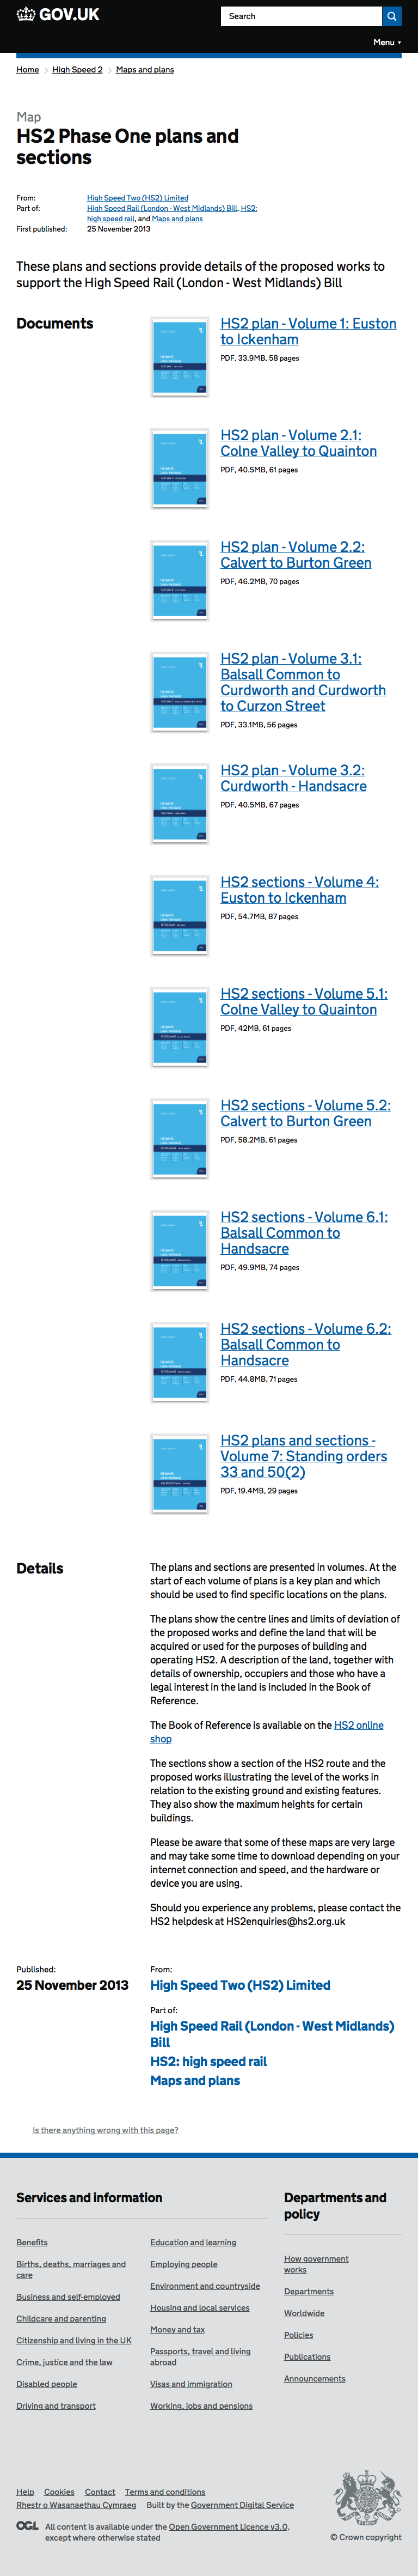 GOV.UK
Search
Menu ▼
Home > High Speed 2 > Maps and plans
Map
HS2 Phase One plans and
sections
From: High Speed Two (HS2) Limited
Part of: High Speed Rail (London - West Midlands) Bill, HS2:
high speed rail, and Maps and plans
First published: 25 November 2013
These plans and sections provide details of the proposed works to
support the High Speed Rail (London - West Midlands) Bill
Documents
HS2 plan - Volume 1: Euston
to Ickenham
PDF, 33.9MB, 58 pages
HS2 plan - Volume 2.1:
Colne Valley to Quainton
PDF, 40.5MB, 61 pages
HS2 plan - Volume 2.2:
Calvert to Burton Green
PDF, 46.2MB, 70 pages
HS2 plan - Volume 3.1:
Balsall Common to
Curdworth and Curdworth
to Curzon Street
PDF, 33.1MB, 56 pages
HS2 plan - Volume 3.2:
Curdworth - Handsacre
PDF, 40.5MB, 67 pages
HS2 sections - Volume 4:
Euston to Ickenham
PDF, 54.7MB, 87 pages
HS2 sections - Volume 5.1:
Colne Valley to Quainton
PDF, 42MB, 61 pages
HS2 sections - Volume 5.2:
Calvert to Burton Green
PDF, 58.2MB, 61 pages
HS2 sections - Volume 6.1:
Balsall Common to
Handsacre
PDF, 49.9MB, 74 pages
HS2 sections - Volume 6.2:
Balsall Common to
Handsacre
PDF, 44.8MB, 71 pages
HS2 plans and sections -
Volume 7: Standing orders
33 and 50(2)
PDF, 19.4MB, 29 pages
Details
The plans and sections are presented in volumes. At the
start of each volume of plans is a key plan and which
should be used to find specific locations on the plans.
The plans show the centre lines and limits of deviation of
the proposed works and define the land that will be
acquired or used for the purposes of building and
operating HS2. A description of the land, together with
details of ownership, occupiers and those who have a
legal interest in the land is included in the Book of
Reference.
The Book of Reference is available on the HS2 online
shop
The sections show a section of the HS2 route and the
proposed works illustrating the level of the works in
relation to the existing ground and existing features.
They also show the maximum heights for certain
buildings.
Please be aware that some of these maps are very large
and may take some time to download depending on your
internet connection and speed, and the hardware or
device you are using.
Should you experience any problems, please contact the
HS2 helpdesk at HS2enquiries@hs2.org.uk
Published:
25 November 2013
From:
High Speed Two (HS2) Limited
Part of:
High Speed Rail (London - West Midlands)
Bill
HS2: high speed rail
Maps and plans
Is there anything wrong with this page?
Services and information
Benefits
Births, deaths, marriages and
care
Business and self-employed
Childcare and parenting
Citizenship and living in the UK
Crime, justice and the law
Disabled people
Driving and transport
Education and learning
Employing people
Environment and countryside
Housing and local services
Money and tax
Passports, travel and living
abroad
Visas and immigration
Working, jobs and pensions
Departments and
policy
How government
works
Departments
Worldwide
Policies
Publications
Announcements
Help Cookies Contact Terms and conditions
Rhestr o Wasanaethau Cymraeg Built by the Government Digital Service
OGL All content is available under the Open Government Licence v3.0,
except where otherwise stated
© Crown copyright